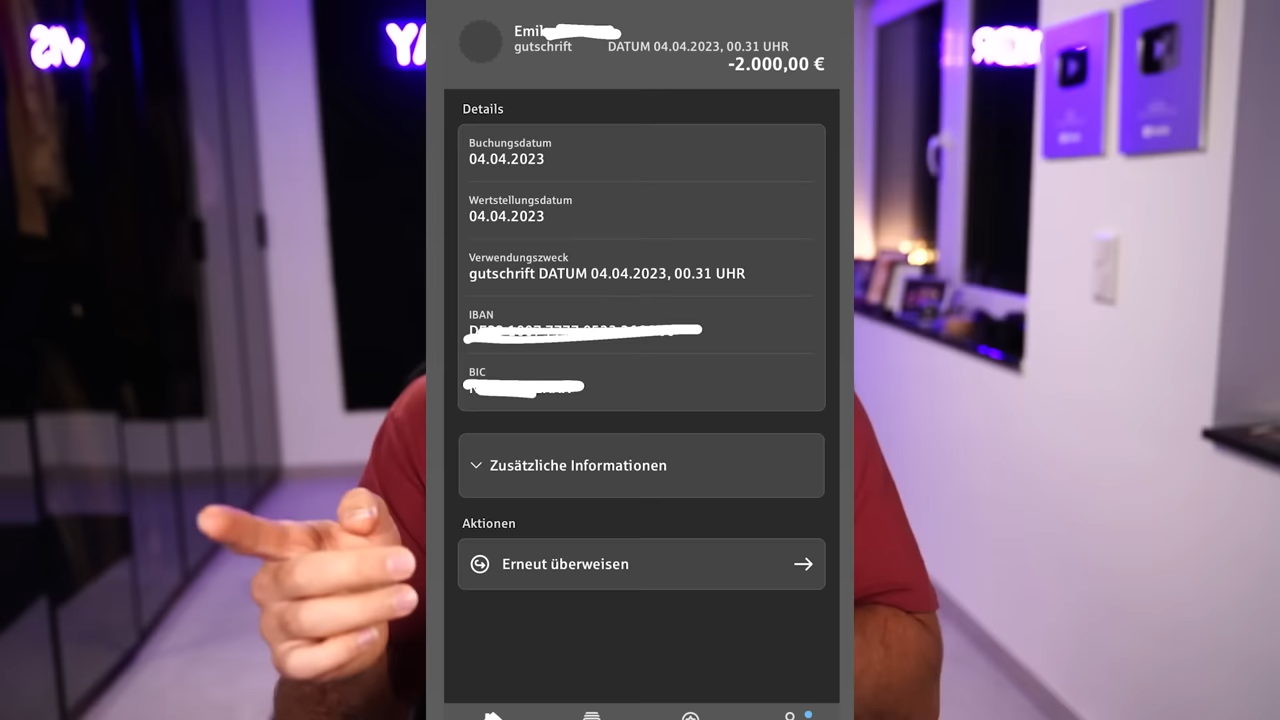 Emil
gutschrift DATUM 04.04.2023, 00.31 UHR
-2.000,00 €
Details
Buchungsdatum
04.04.2023
Wertstellungsdatum
04.04.2023
Verwendungszweck
gutschrift DATUM 04.04.2023, 00.31 UHR
IBAN
BIC
Zusätzliche Informationen
Aktionen
Erneut überweisen